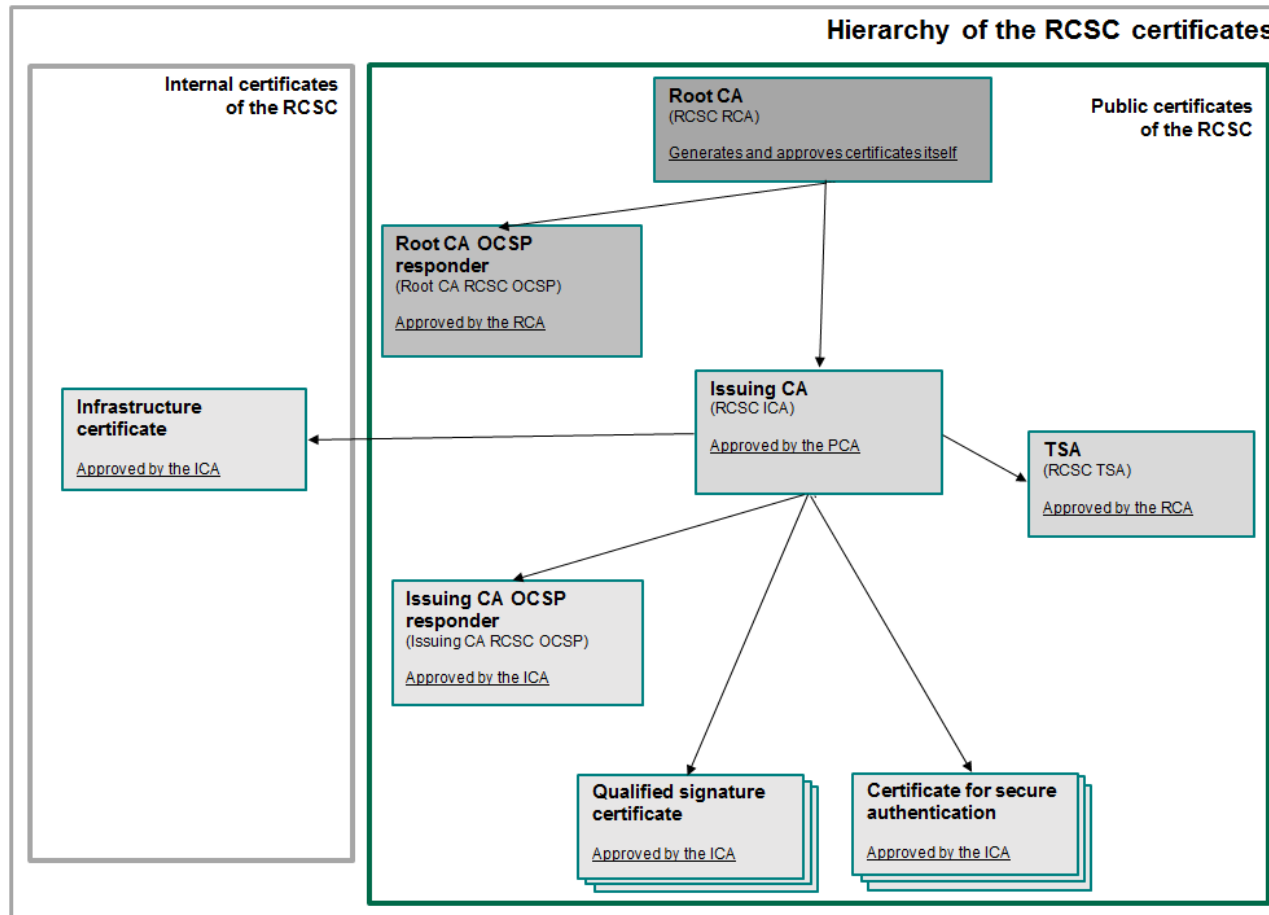 Hierarchy of the RCSC certificates
Internal certificates
of the RCSC
Public certificates
of the RCSC
Root CA
(RCSC RCA)
Generates and approves certificates itself
Root CA OCSP
responder
(Root CA RCSC OCSP)
Approved by the RCA
Issuing CA
(RCSC ICA)
Approved by the PCA
Infrastructure
certificate
Approved by the ICA
TSA
(RCSC TSA)
Approved by the RCA
Issuing CA OCSP
responder
(Issuing CA RCSC OCSP)
Approved by the ICA
Qualified signature
certificate
Approved by the ICA
Certificate for secure
authentication
Approved by the ICA